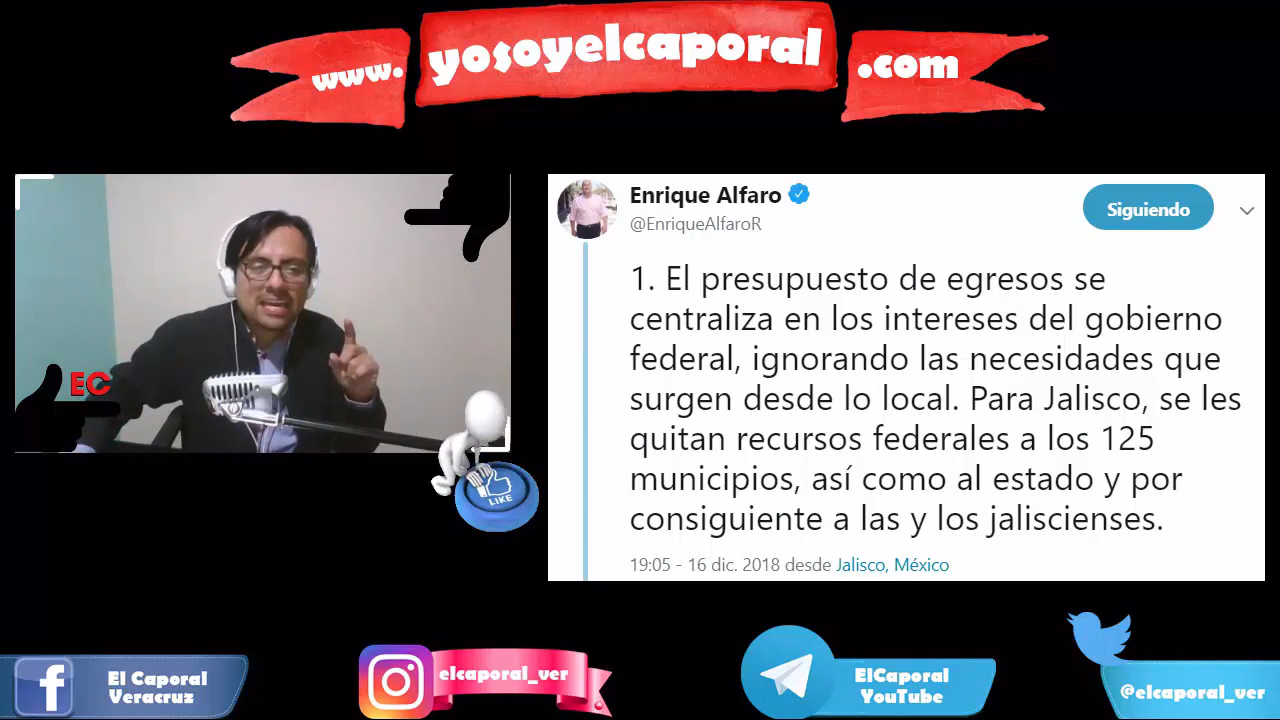 www. yosoyelcaporal .com
EC
LIKE
Enrique Alfaro
@EnriqueAlfaroR
Siguiendo
1. El presupuesto de egresos se
centraliza en los intereses del gobierno
federal, ignorando las necesidades que
surgen desde lo local. Para Jalisco, se les
quitan recursos federales a los 125
municipios, así como al estado y por
consiguiente a las y los jaliscienses.
19:05 - 16 dic. 2018 desde Jalisco, México
El Caporal
Veracruz
elcaporal_ver
ElCaporal
YouTube
@elcaporal_ver